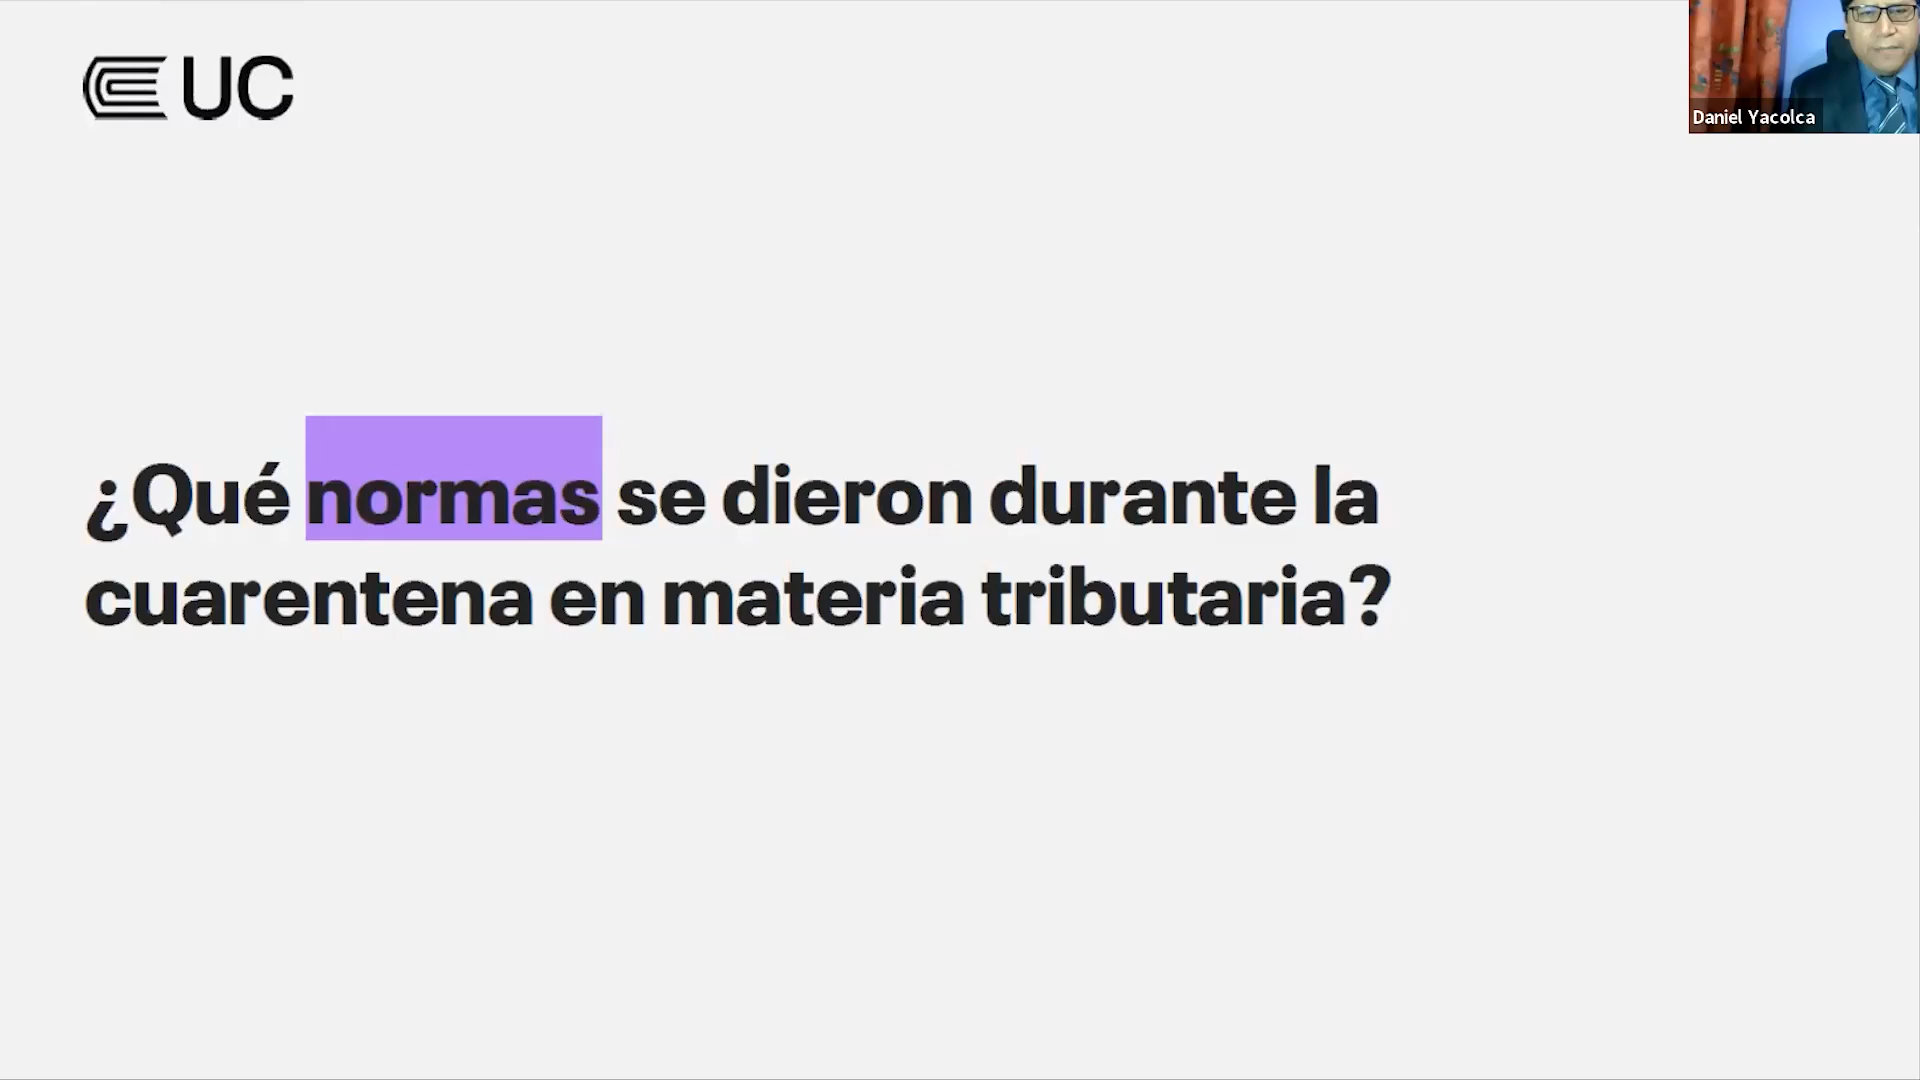 UC
Daniel Yacolca
¿Qué normas se dieron durante la
cuarentena en materia tributaria?